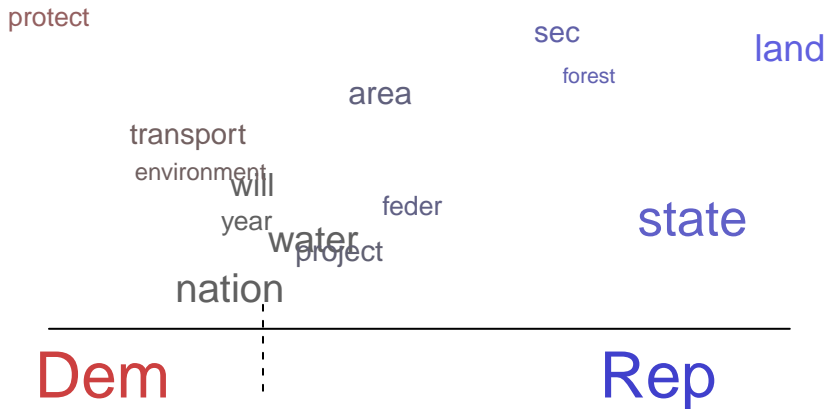 protect
sec
land
forest
area
transport
environment
will
feder
year
state
water
project
nation
Dem Rep